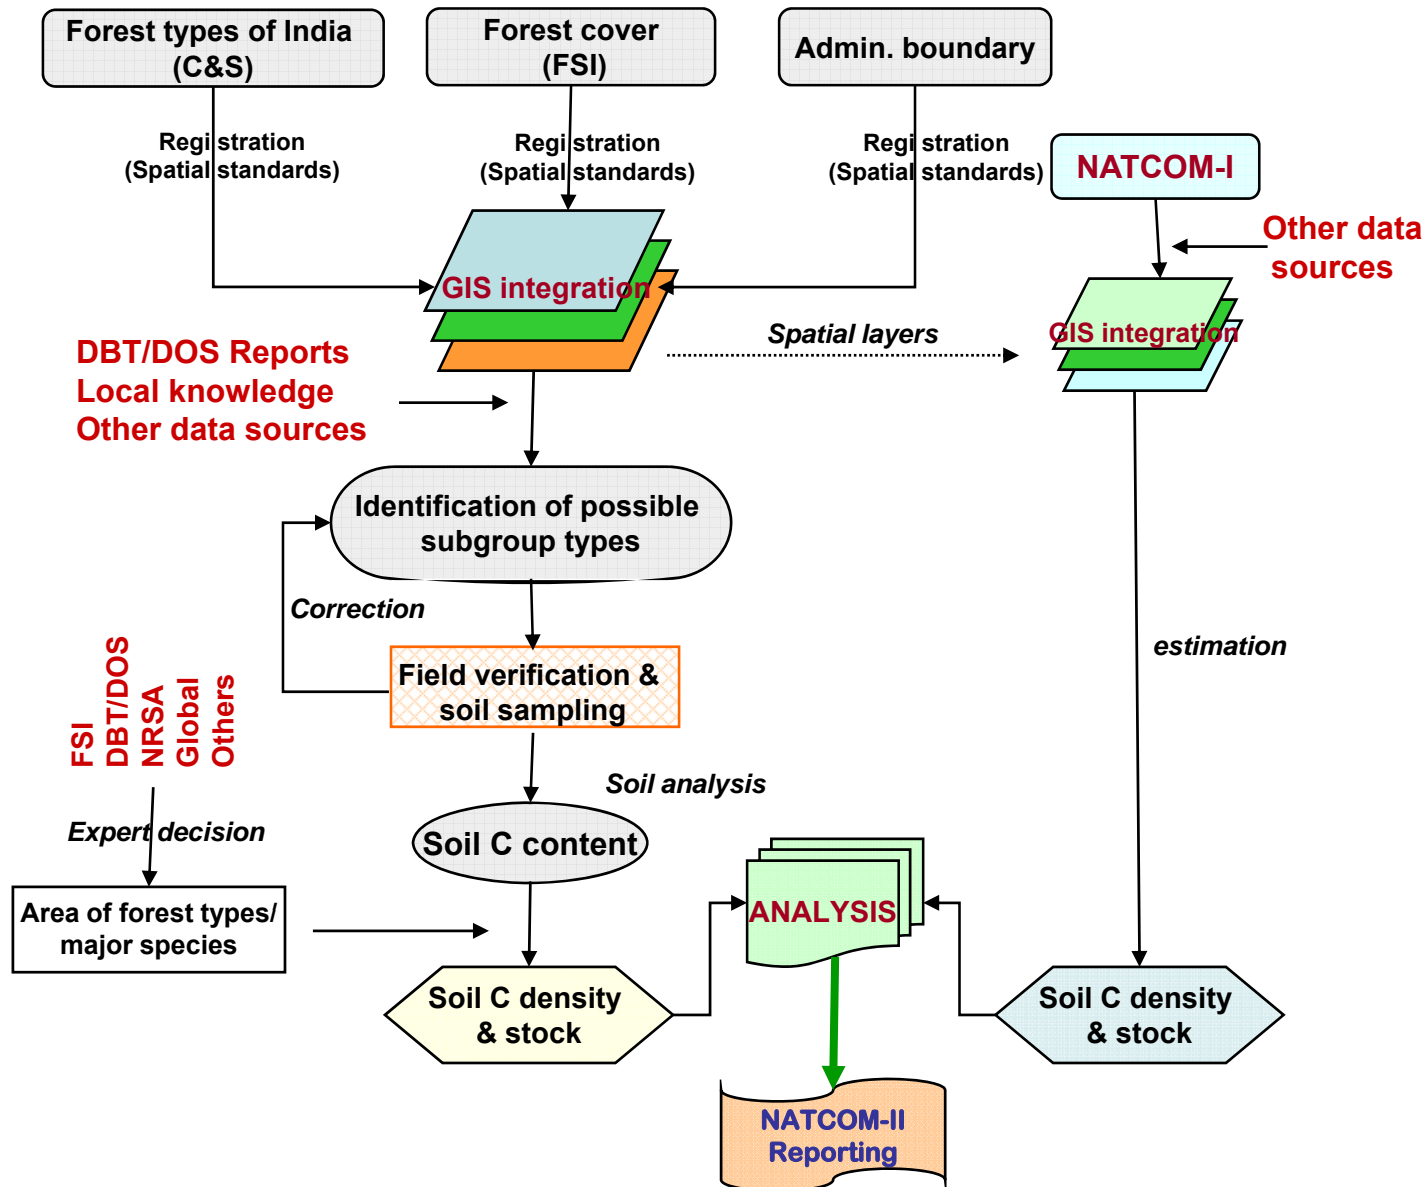 Forest types of India
(C&S)
Forest cover
(FSI)
Admin. boundary
Registration
(Spatial standards)
Registration
(Spatial standards)
Registration
(Spatial standards)
NATCOM-I
Other data
sources
GIS integration
GIS integration
Spatial layers
DBT/DOS Reports
Local knowledge
Other data sources
Identification of possible
subgroup types
Correction
Field verification &
soil sampling
estimation
FSI
DBT/DOS
NRSA
Global
Others
Soil analysis
Expert decision
Soil C content
Area of forest types/
major species
ANALYSIS
Soil C density
& stock
Soil C density
& stock
NATCOM-II
Reporting